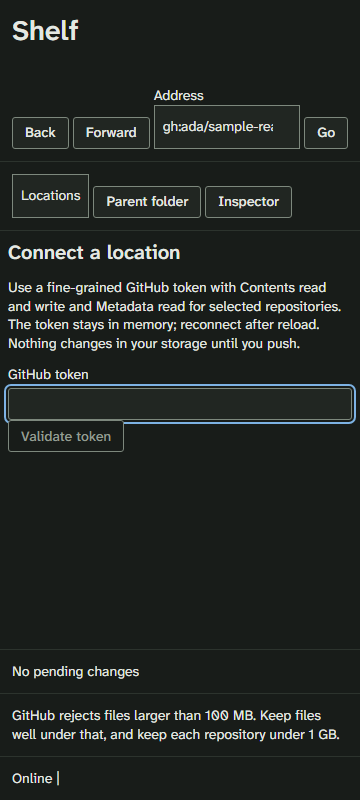 Shelf
Address
Back
Forward
gh:ada/sample-rea
Go
Locations
Parent folder
Inspector
Connect a location
Use a fine-grained GitHub token with Contents read
and write and Metadata read for selected repositories.
The token stays in memory; reconnect after reload.
Nothing changes in your storage until you push.
GitHub token
Validate token
No pending changes
GitHub rejects files larger than 100 MB. Keep files
well under that, and keep each repository under 1 GB.
Online |